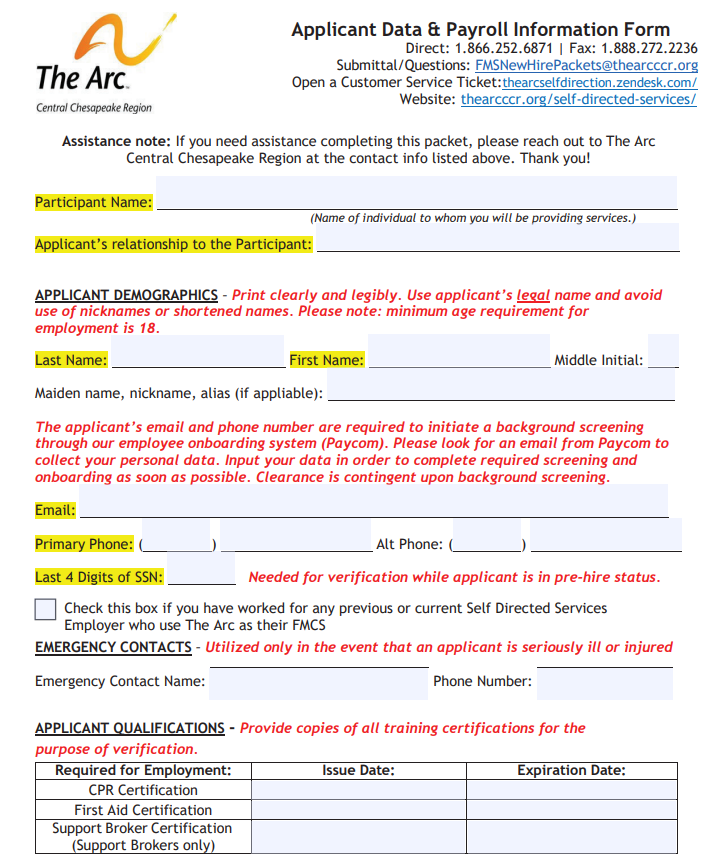 The Arc™
Central Chesapeake Region
Applicant Data & Payroll Information Form
Direct: 1.866.252.6871 | Fax: 1.888.272.2236
Submittal/Questions: FMSNewHirePackets@thearcccr.org
Open a Customer Service Ticket:thearcselfdirection.zendesk.com/
Website: thearcccr.org/self-directed-services/
Assistance note: If you need assistance completing this packet, please reach out to The Arc
Central Chesapeake Region at the contact info listed above. Thank you!
Participant Name:
(Name of individual to whom you will be providing services.)
Applicant's relationship to the Participant:
APPLICANT DEMOGRAPHICS – Print clearly and legibly. Use applicant's legal name and avoid
use of nicknames or shortened names. Please note: minimum age requirement for
employment is 18.
Last Name: First Name: Middle Initial:
Maiden name, nickname, alias (if appliable):
The applicant's email and phone number are required to initiate a background screening
through our employee onboarding system (Paycom). Please look for an email from Paycom to
collect your personal data. Input your data in order to complete required screening and
onboarding as soon as possible. Clearance is contingent upon background screening.
Email:
Primary Phone: ( ) Alt Phone: ( )
Last 4 Digits of SSN: Needed for verification while applicant is in pre-hire status.
Check this box if you have worked for any previous or current Self Directed Services
Employer who use The Arc as their FMCS
EMERGENCY CONTACTS – Utilized only in the event that an applicant is seriously ill or injured
Emergency Contact Name: Phone Number:
APPLICANT QUALIFICATIONS – Provide copies of all training certifications for the
purpose of verification.
Required for Employment: Issue Date: Expiration Date:
CPR Certification
First Aid Certification
Support Broker Certification
(Support Brokers only)